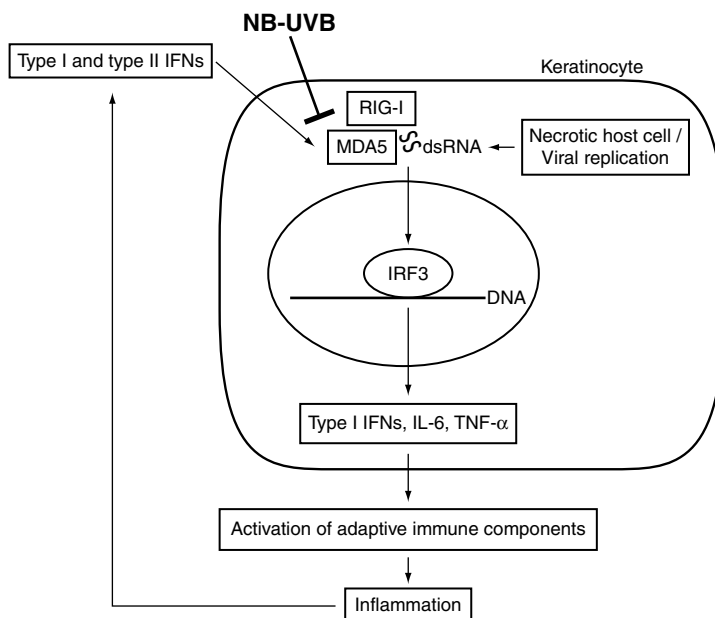 NB-UVB
Type I and type II IFNs
Keratinocyte
RIG-I
MDA5
dsRNA
Necrotic host cell /
Viral replication
IRF3
DNA
Type I IFNs, IL-6, TNF-α
Activation of adaptive immune components
Inflammation